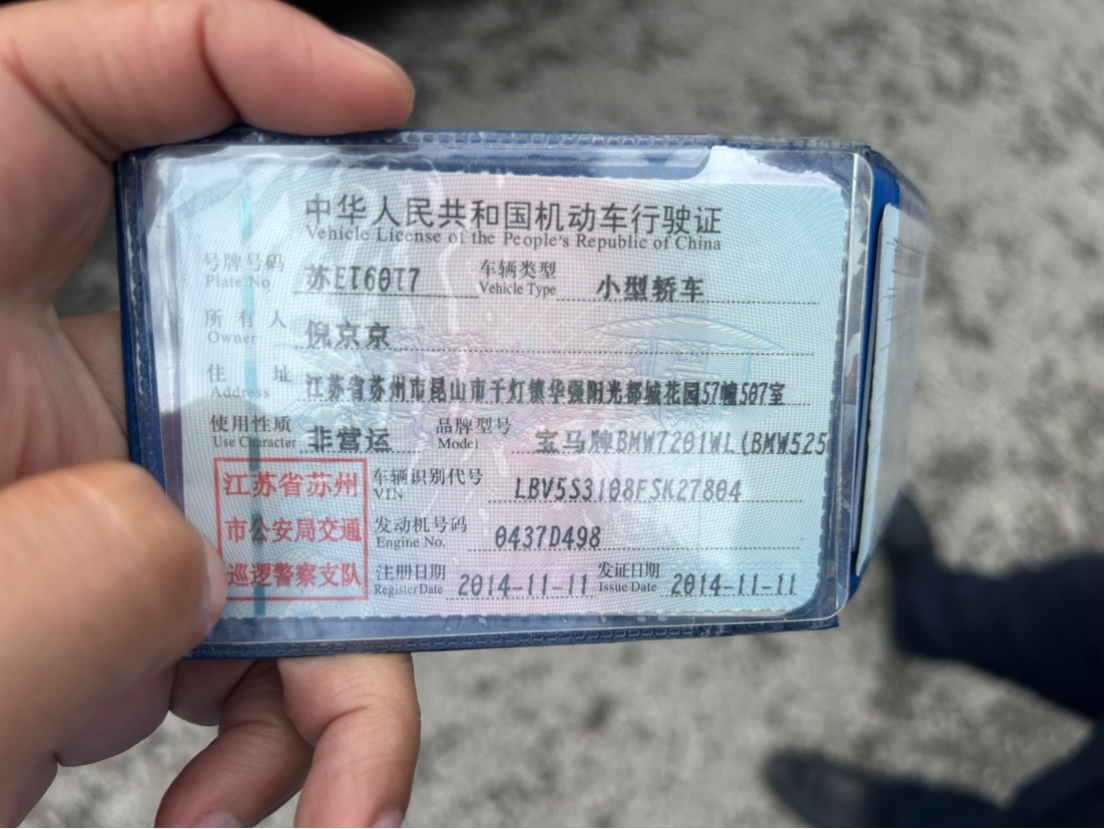 中华人民共和国机动车行驶证
Vehicle License of the People's Republic of China
号牌号码 苏EI60T7 车辆类型 小型轿车
Plate No. Vehicle Type
所有人 倪京京
Owner
住址 江苏省苏州市昆山市千灯镇华强阳光都城花园57幢507室
Address
使用性质 非营运 品牌型号 宝马牌BMW7201WL(BMW525
Use Character Model
江苏省苏州
市公安局交通
巡逻警察支队
车辆识别代号 LBV5S3108FSK27804
VIN
发动机号码 0437D498
Engine No.
注册日期 2014-11-11 发证日期 2014-11-11
Register Date Issue Date